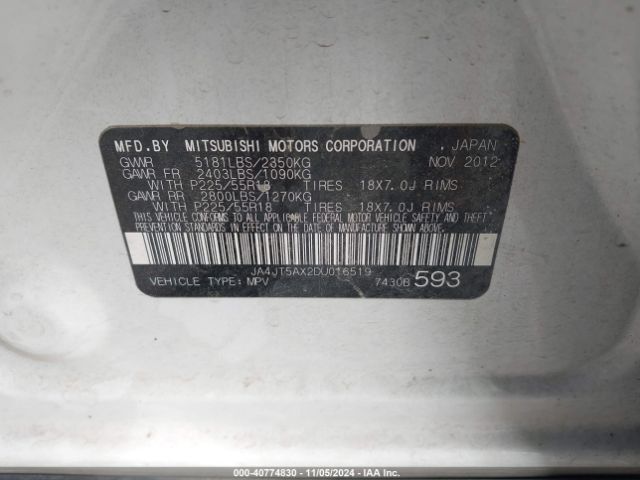 MFD.BY MITSUBISHI MOTORS CORPORATION , JAPAN
GVWR 5181LBS/2350KG NOV 2012
GAWR FR 2403LBS/1090KG
WITH P225/55R18 TIRES 18X7.0J RIMS
GAWR RR 2800LBS/1270KG
WITH P225/55R18 TIRES 18X7.0J RIMS
THIS VEHICLE CONFORMS TO ALL APPLICABLE FEDERAL MOTOR VEHICLE SAFETY AND THEFT
PREVENTION STANDARDS IN EFFECT ON THE DATE OF MANUFACTURE SHOWN ABOVE.
JA4JT5AX2DU016519
VEHICLE TYPE: MPV 7430B 593
000-40774830 - 11/05/2024 - IAA Inc.